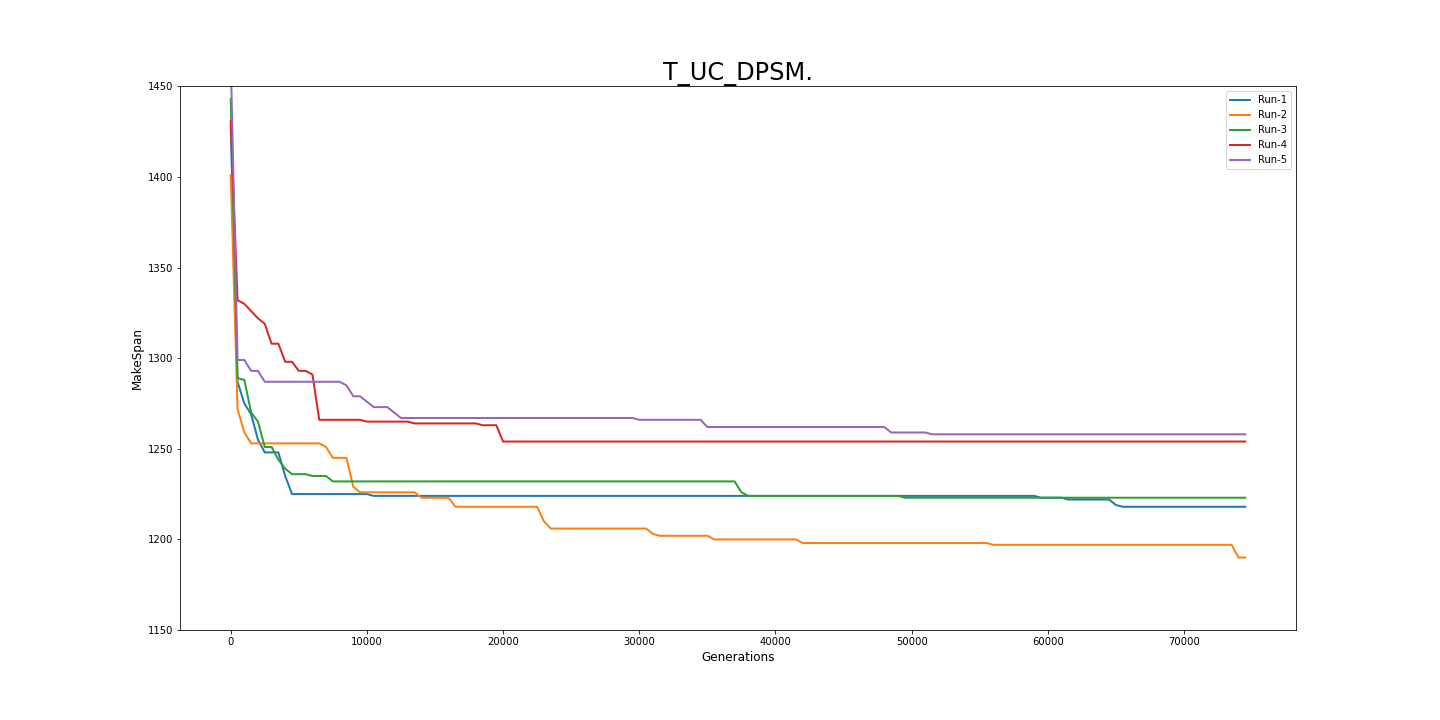 T_UC_DPSM.
1450
1400
1350
1300
1250
1200
1150
MakeSpan
Run-1
Run-2
Run-3
Run-4
Run-5
0 10000 20000 30000 40000 50000 60000 70000
Generations